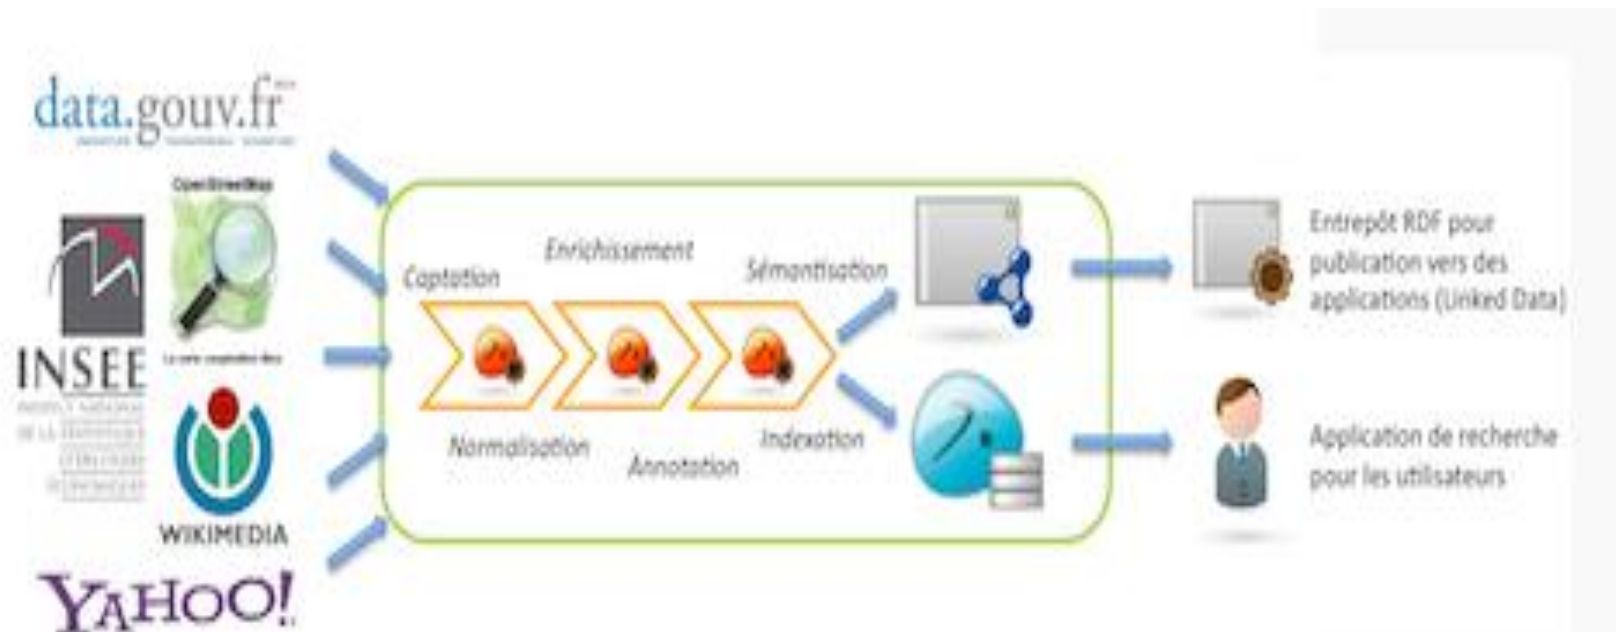 data.gouv.fr
OpenStreetMap
INSEE
WIKIMEDIA
YAHOO!
Captation
Enrichissement
Sémantisation
Normalisation
Annotation
Indexation
Entrepôt RDF pour
publication vers des
applications (Linked Data)
Application de recherche
pour les utilisateurs